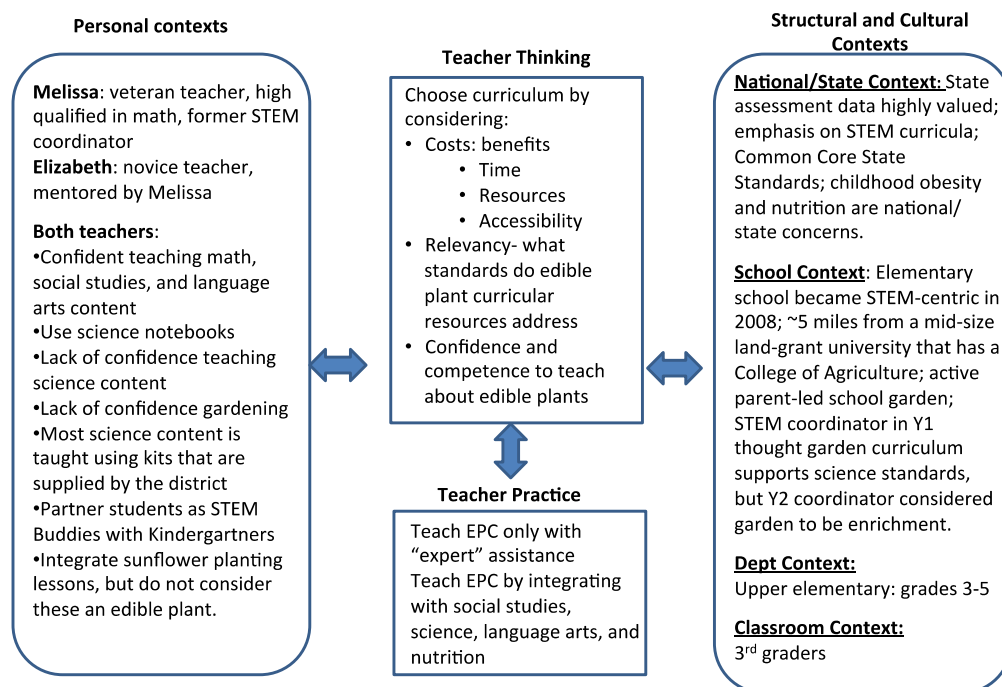 Personal contexts
Melissa: veteran teacher, high
qualified in math, former STEM
coordinator
Elizabeth: novice teacher,
mentored by Melissa
Both teachers:
•Confident teaching math,
social studies, and language
arts content
•Use science notebooks
•Lack of confidence teaching
science content
•Lack of confidence gardening
•Most science content is
taught using kits that are
supplied by the district
•Partner students as STEM
Buddies with Kindergartners
•Integrate sunflower planting
lessons, but do not consider
these an edible plant.
Teacher Thinking
Choose curriculum by
considering:
• Costs: benefits
• Time
• Resources
• Accessibility
• Relevancy- what
standards do edible
plant curricular
resources address
• Confidence and
competence to teach
about edible plants
Teacher Practice
Teach EPC only with
“expert” assistance
Teach EPC by integrating
with social studies,
science, language arts, and
nutrition
Structural and Cultural
Contexts
National/State Context: State
assessment data highly valued;
emphasis on STEM curricula;
Common Core State
Standards; childhood obesity
and nutrition are national/
state concerns.
School Context: Elementary
school became STEM-centric in
2008; ~5 miles from a mid-size
land-grant university that has a
College of Agriculture; active
parent-led school garden;
STEM coordinator in Y1
thought garden curriculum
supports science standards,
but Y2 coordinator considered
garden to be enrichment.
Dept Context:
Upper elementary: grades 3-5
Classroom Context:
3rd graders